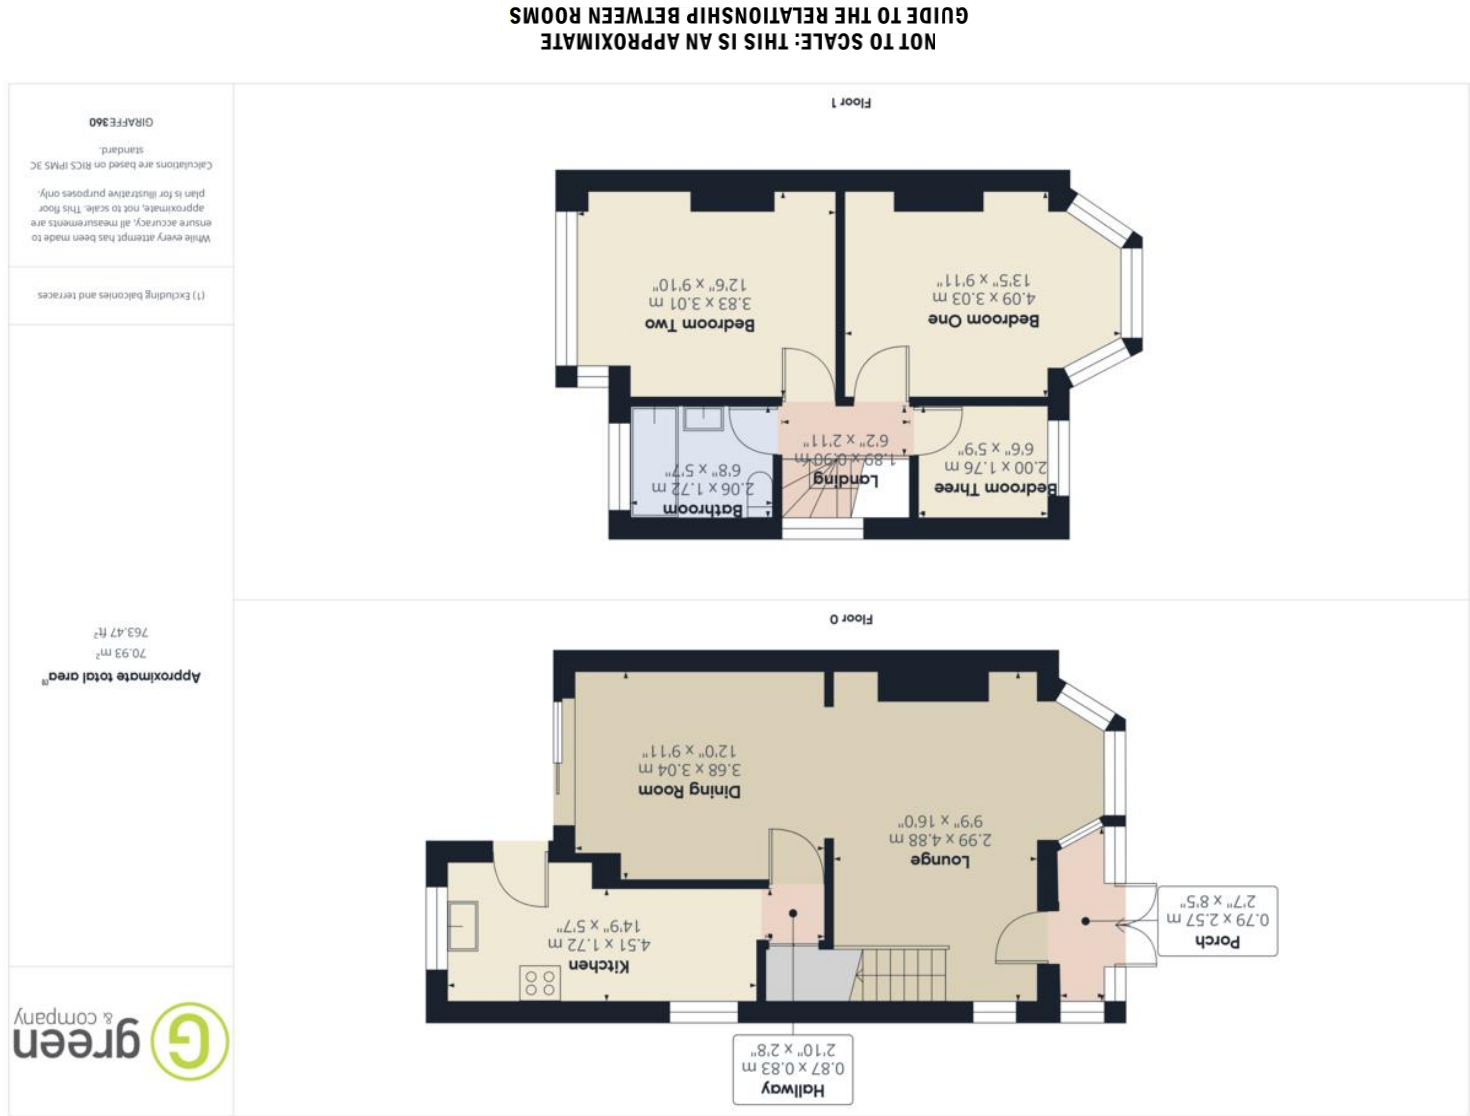 green
& company
Approximate total area⁽¹⁾
70.93 m²
763.47 ft²
(1) Excluding balconies and terraces
While every attempt has been made to
ensure accuracy, all measurements are
approximate, not to scale. This floor
plan is for illustrative purposes only.
Calculations are based on RICS IPMS 3C
standard.
GIRAFFE360
Hallway
0.87 x 0.83 m
2'10" x 2'8"
Porch
0.79 x 2.57 m
2'7" x 8'5"
Kitchen
4.51 x 1.72 m
14'9" x 5'7"
Lounge
2.99 x 4.88 m
9'9" x 16'0"
Dining Room
3.68 x 3.04 m
12'0" x 9'11"
Floor 0
Bedroom Three
2.00 x 1.76 m
6'6" x 5'9"
Landing
1.89 x 0.90 m
6'2" x 2'11"
Bathroom
2.06 x 1.72 m
6'8" x 5'7"
Bedroom One
4.09 x 3.03 m
13'5" x 9'11"
Bedroom Two
3.83 x 3.01 m
12'6" x 9'10"
Floor 1
NOT TO SCALE: THIS IS AN APPROXIMATE
GUIDE TO THE RELATIONSHIP BETWEEN ROOMS